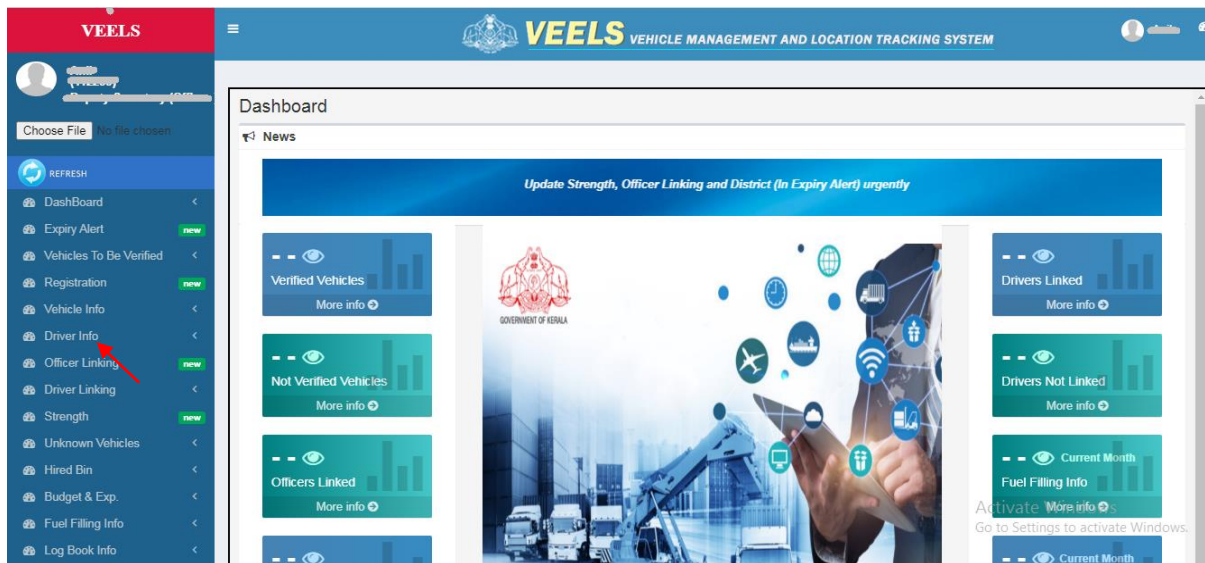 VEELS
VEELS VEHICLE MANAGEMENT AND LOCATION TRACKING SYSTEM
Choose File No file chosen
REFRESH
DashBoard
Expiry Alert new
Vehicles To Be Verified
Registration new
Vehicle Info
Driver Info
Officer Linking new
Driver Linking
Strength new
Unknown Vehicles
Hired Bin
Budget & Exp.
Fuel Filling Info
Log Book Info
Dashboard
News
Update Strength, Officer Linking and District (In Expiry Alert) urgently
- -
Verified Vehicles
More info
- -
Not Verified Vehicles
More info
- -
Officers Linked
More info
- -
GOVERNMENT OF KERALA
- -
Drivers Linked
More info
- -
Drivers Not Linked
More info
- - Current Month
Fuel Filling Info
More info
- - Current Month
Activate Windows
Go to Settings to activate Windows.